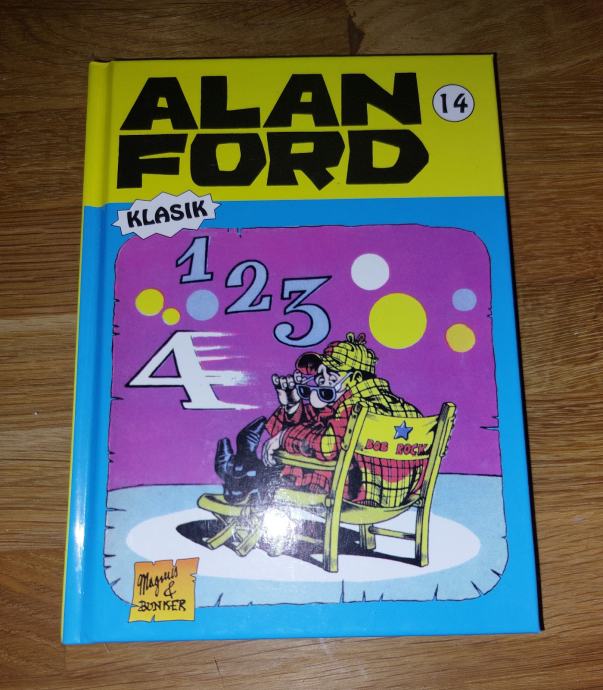 ALAN
FORD
14
KLASIK
1
2
3
4
BOB ROCK
Magnus
&
BUNKER